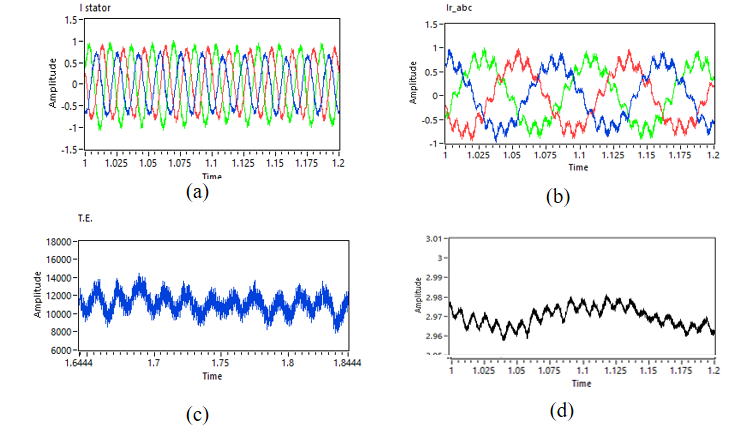 I stator
1.5
1
0.5
0
-0.5
-1
-1.5
Amplitude
1 1.025 1.05 1.075 1.1 1.125 1.15 1.175 1.2
Time
(a)
Ir_abc
1.5
1
0.5
0
-0.5
-1
Amplitude
1 1.025 1.05 1.075 1.1 1.125 1.15 1.175 1.2
Time
(b)
T.E.
18000
16000
14000
12000
10000
8000
6000
Amplitude
1.6444 1.7 1.75 1.8 1.8444
Time
(c)
3.01
3
2.99
2.98
2.97
2.96
Amplitude
1 1.025 1.05 1.075 1.1 1.125 1.15 1.175 1.2
Time
(d)